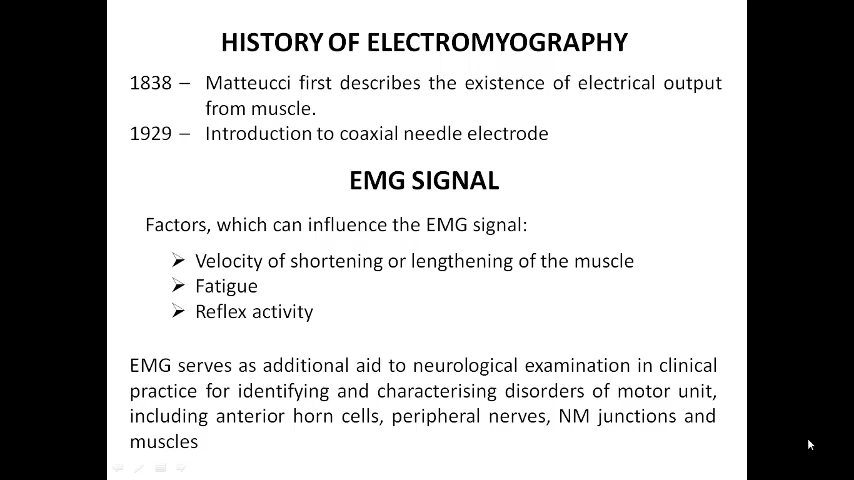 HISTORY OF ELECTROMYOGRAPHY
1838 – Matteucci first describes the existence of electrical output
from muscle.
1929 – Introduction to coaxial needle electrode
EMG SIGNAL
Factors, which can influence the EMG signal:
➢ Velocity of shortening or lengthening of the muscle
➢ Fatigue
➢ Reflex activity
EMG serves as additional aid to neurological examination in clinical
practice for identifying and characterising disorders of motor unit,
including anterior horn cells, peripheral nerves, NM junctions and
muscles